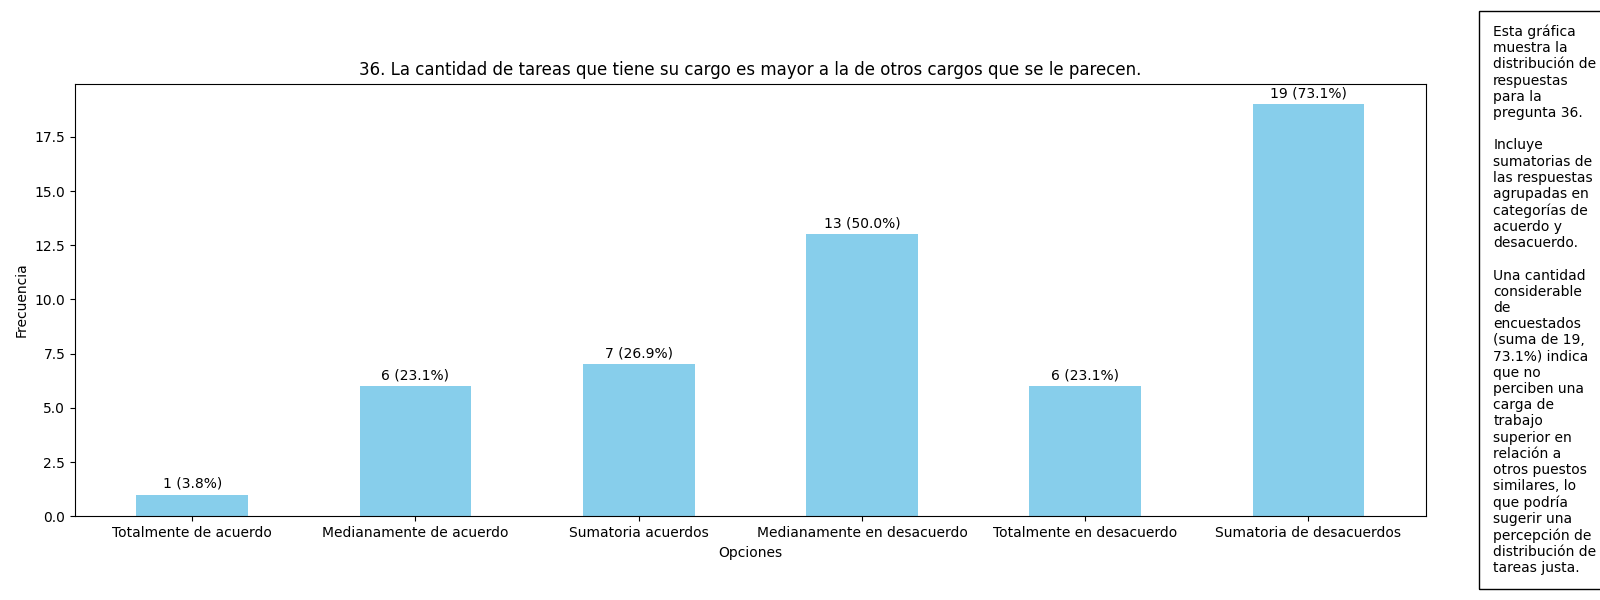 36. La cantidad de tareas que tiene su cargo es mayor a la de otros cargos que se le parecen.
Frecuencia
17.5
15.0
12.5
10.0
7.5
5.0
2.5
0.0
1 (3.8%)
6 (23.1%)
7 (26.9%)
13 (50.0%)
6 (23.1%)
19 (73.1%)
Totalmente de acuerdo
Medianamente de acuerdo
Sumatoria acuerdos
Medianamente en desacuerdo
Totalmente en desacuerdo
Sumatoria de desacuerdos
Opciones
Esta gráfica
muestra la
distribución de
respuestas
para la
pregunta 36.
Incluye
sumatorias de
las respuestas
agrupadas en
categorías de
acuerdo y
desacuerdo.
Una cantidad
considerable
de
encuestados
(suma de 19,
73.1%) indica
que no
perciben una
carga de
trabajo
superior en
relación a
otros puestos
similares, lo
que podría
sugerir una
percepción de
distribución de
tareas justa.